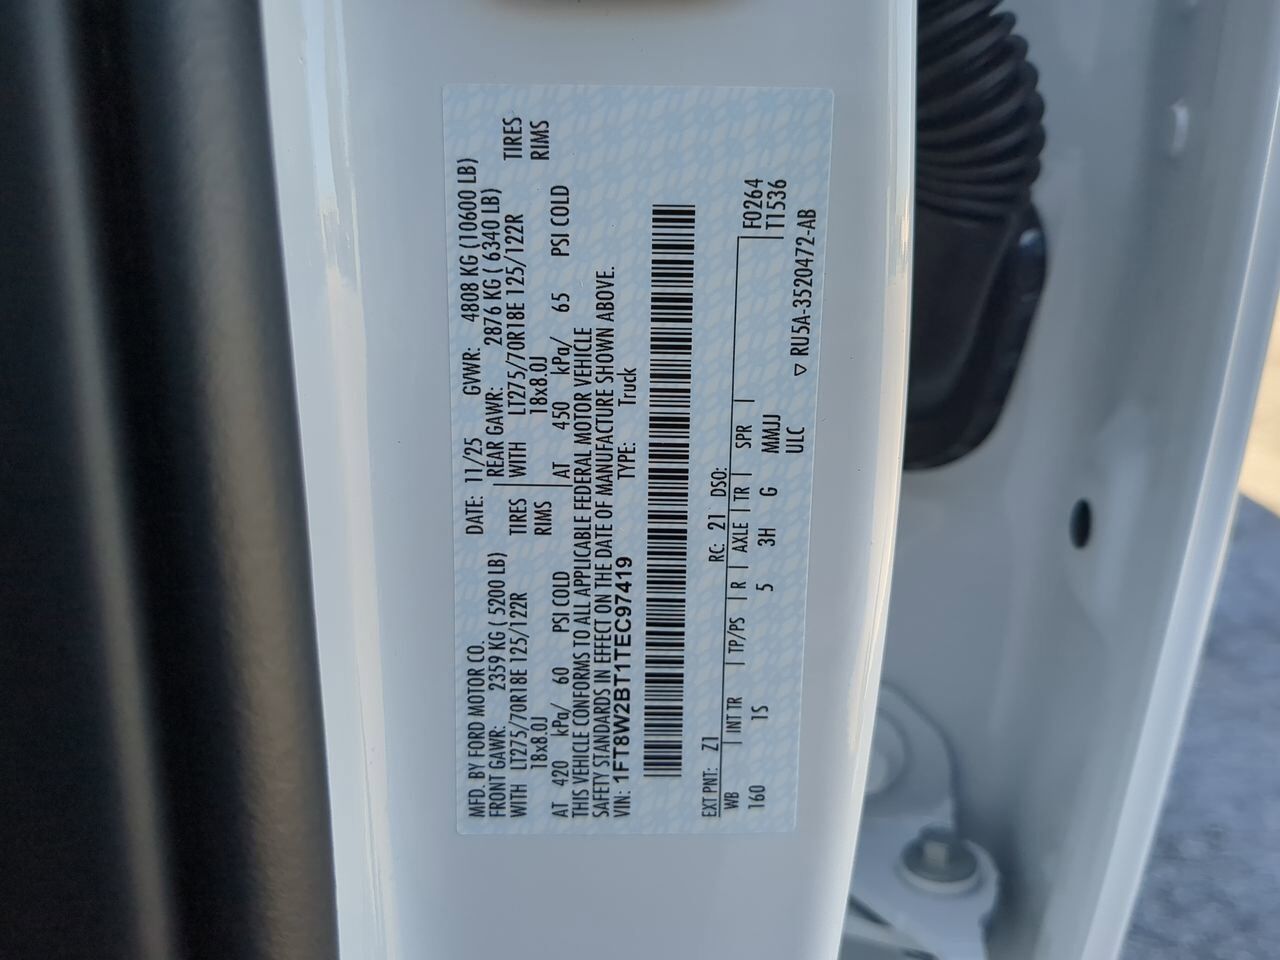 MFD. BY FORD MOTOR CO. DATE: 11/25 GVWR: 4808 KG (10600 LB)
FRONT GAWR: 2359 KG ( 5200 LB) REAR GAWR: 2876 KG ( 6340 LB)
WITH LT275/70R18E 125/122R TIRES WITH LT275/70R18E 125/122R TIRES
18x8.0J RIMS 18x8.0J RIMS
AT 420 kPa/ 60 PSI COLD AT 450 kPa/ 65 PSI COLD
THIS VEHICLE CONFORMS TO ALL APPLICABLE FEDERAL MOTOR VEHICLE
SAFETY STANDARDS IN EFFECT ON THE DATE OF MANUFACTURE SHOWN ABOVE.
VIN: 1FT8W2BT1TEC97419 TYPE: Truck
EXT PNT: Z1 RC: 21 DSO:
WB INT TR TP/PS R AXLE TR SPR F0264
160 1S 5 3H G MMJJ T1536
ULC ▽ RU5A-3520472-AB